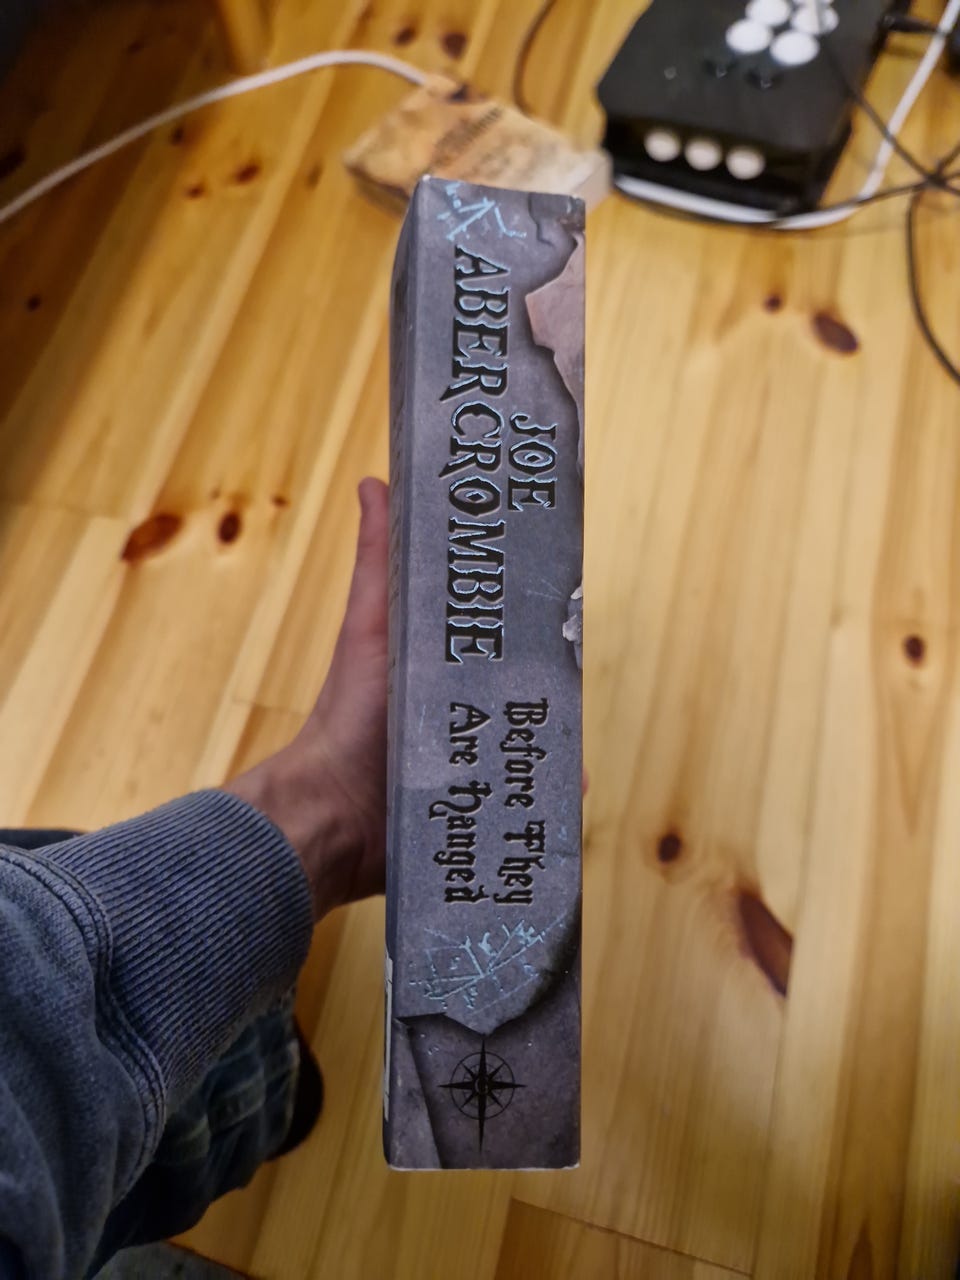 JOE
ABERCROMBIE
Before They
Are Hanged